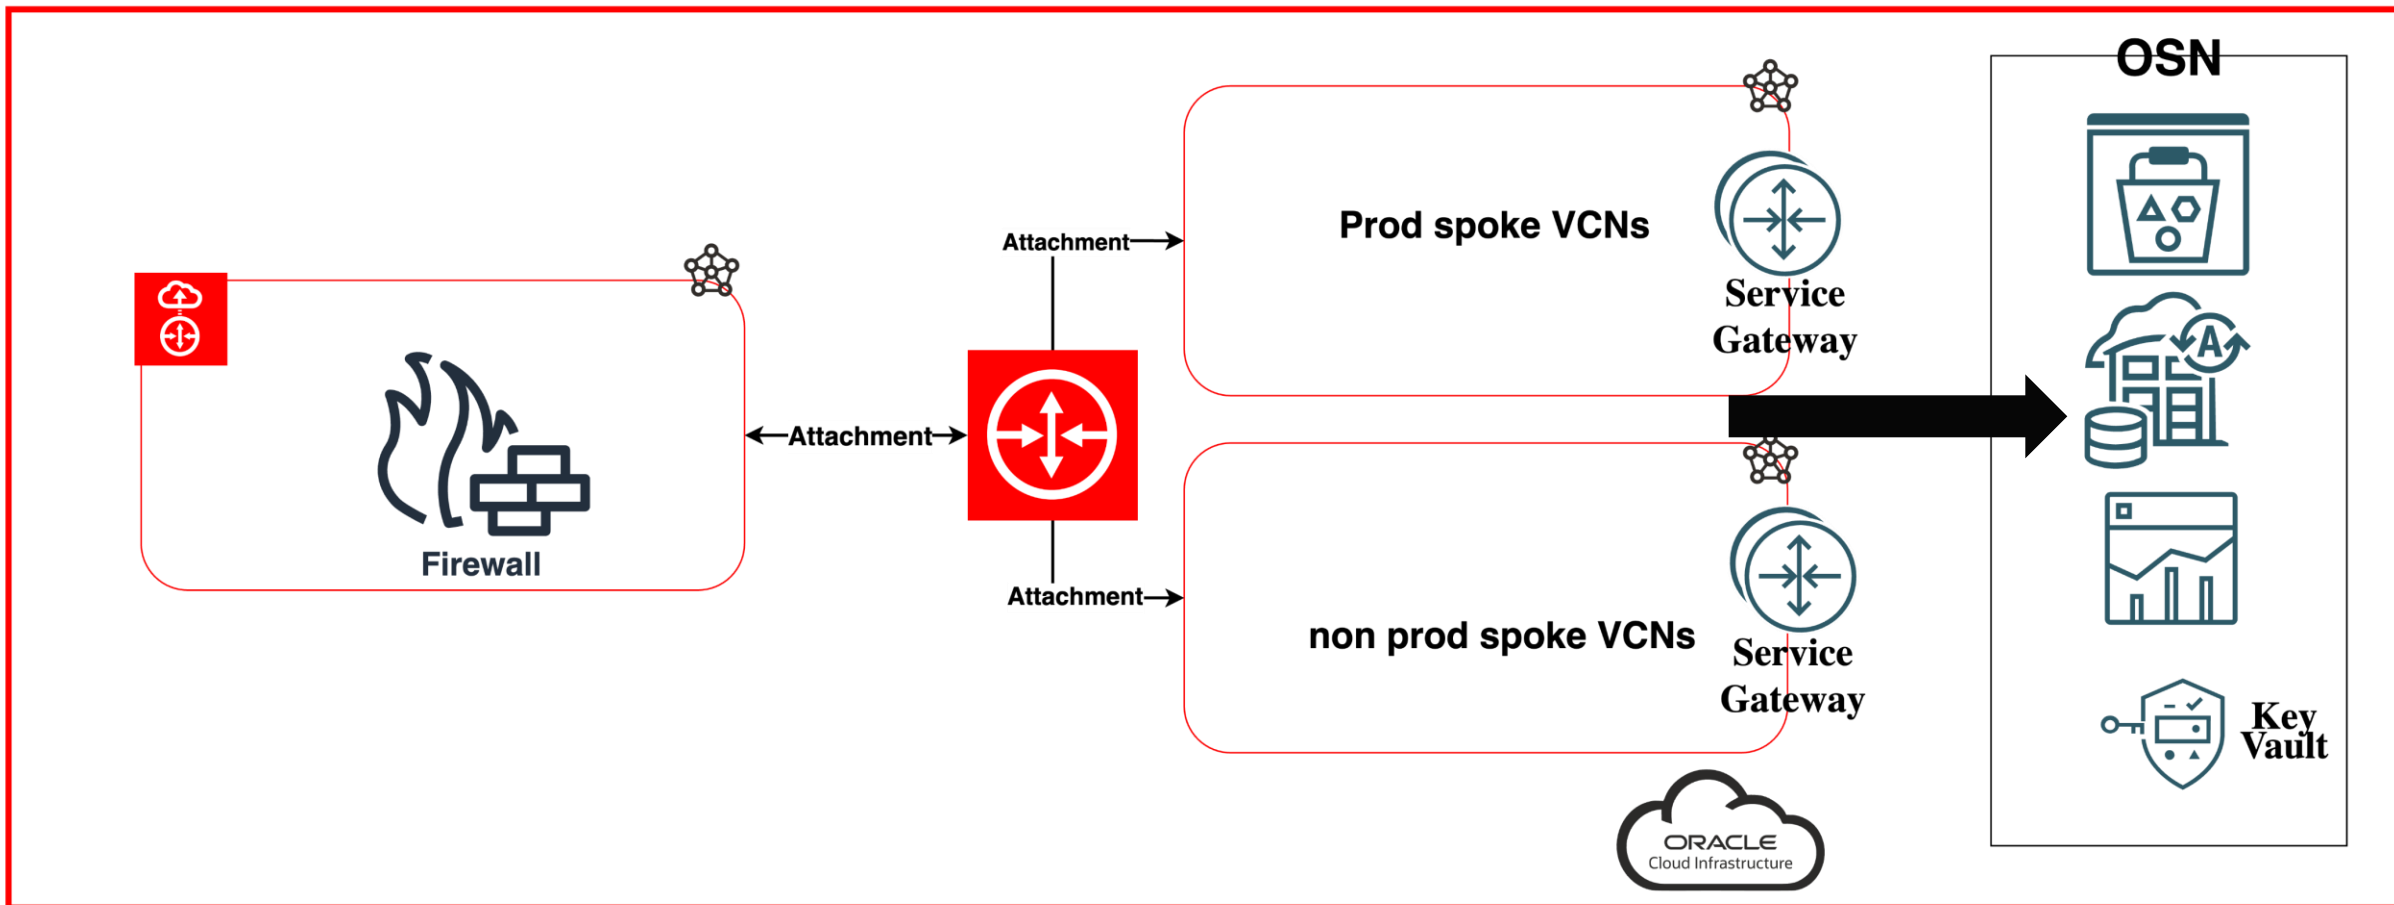 OSN
Prod spoke VCNs
Service
Gateway
Attachment
A
Attachment
Firewall
Attachment
non prod spoke VCNs
Service
Gateway
Key
Vault
ORACLE
Cloud Infrastructure